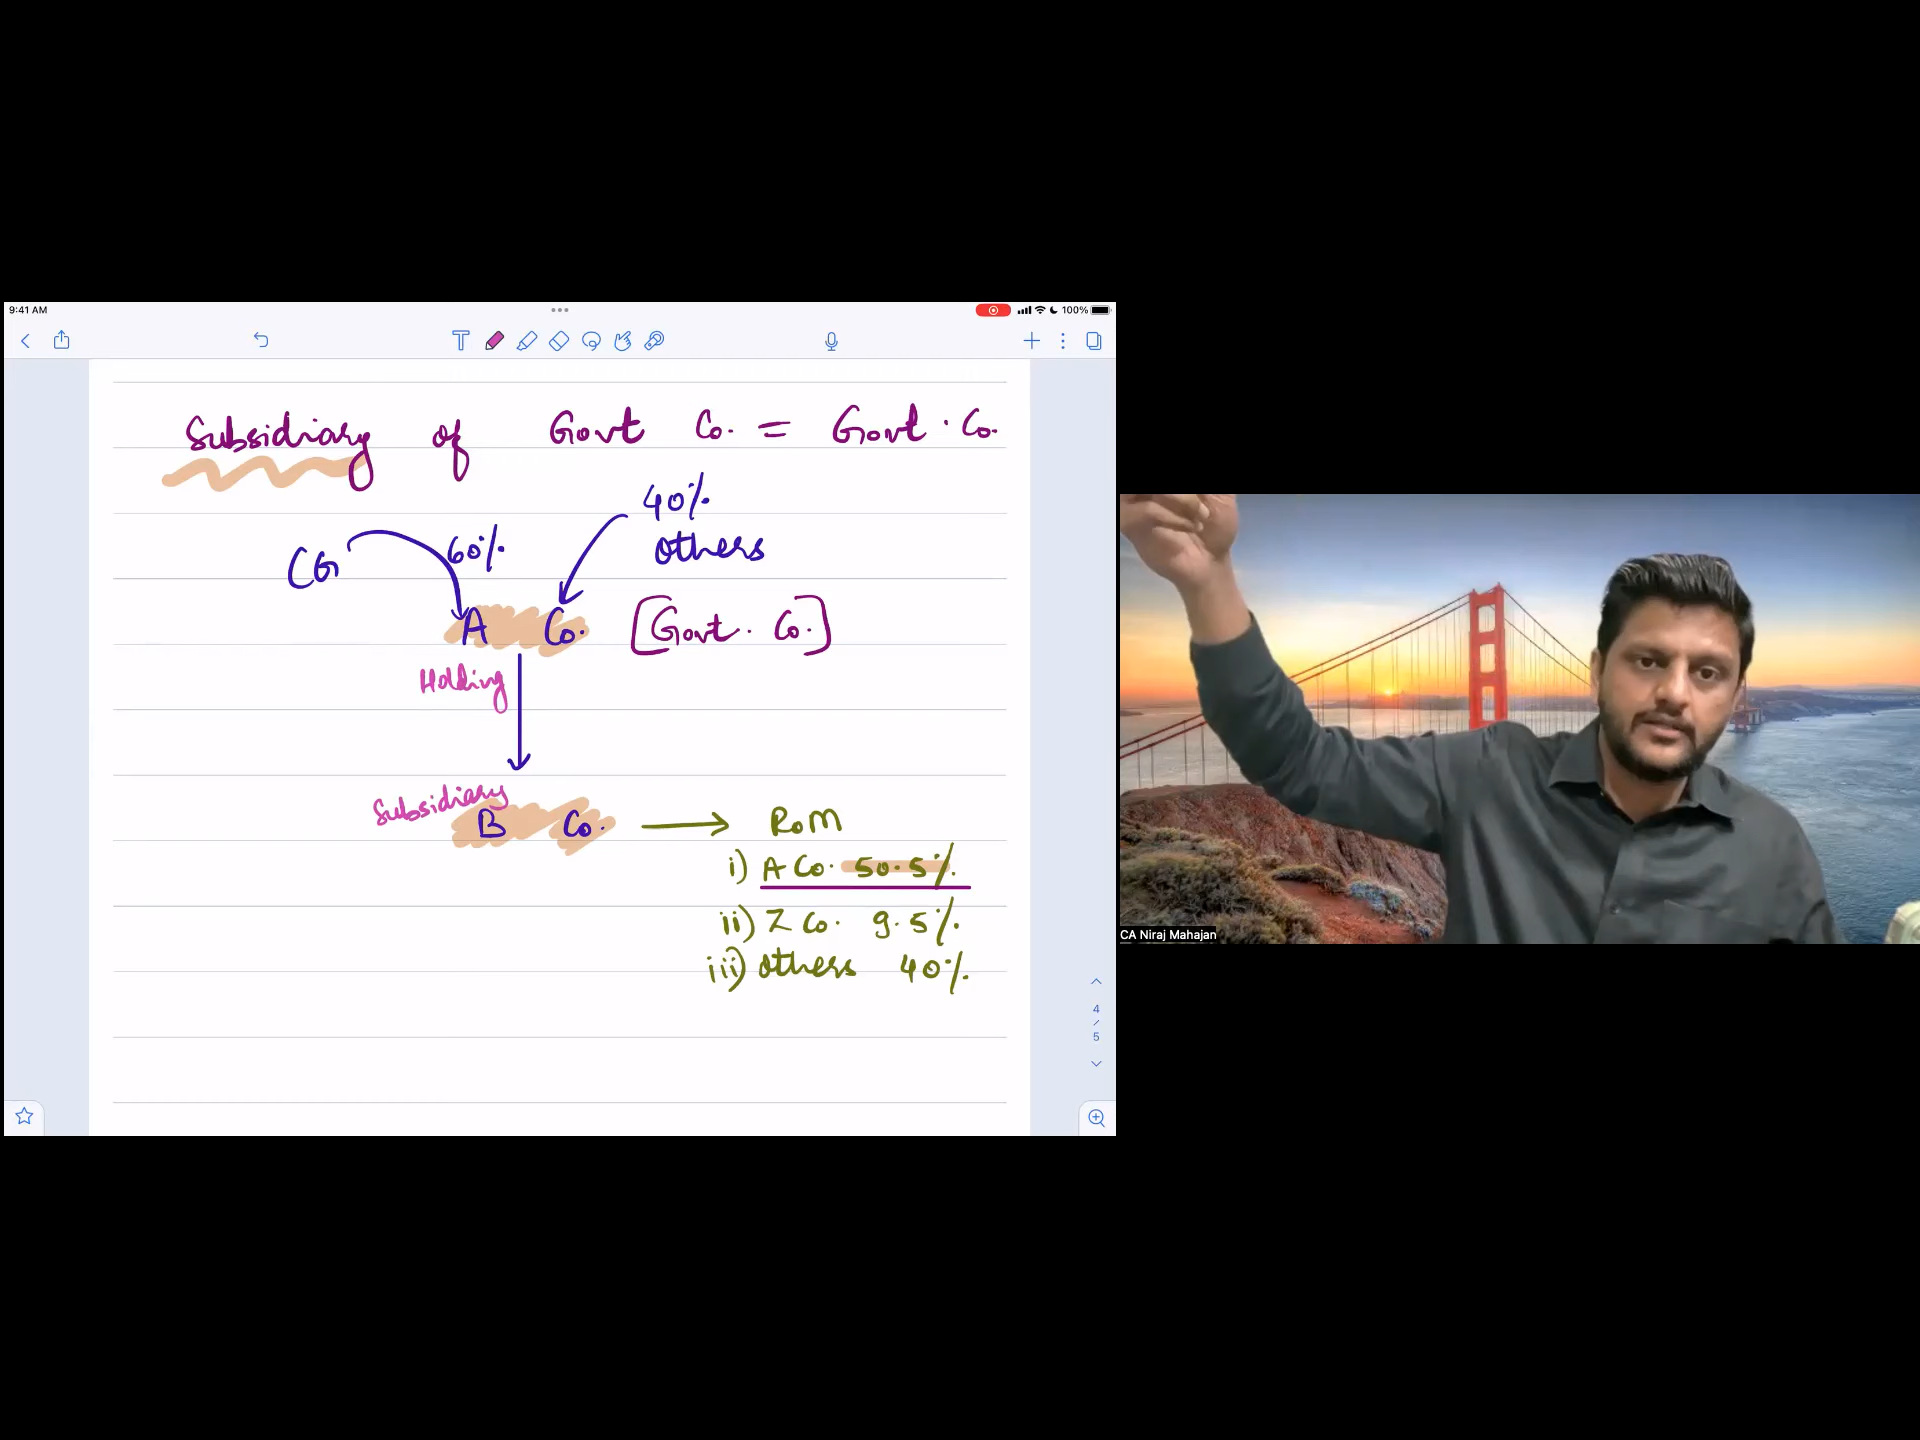 9:41 AM
100%
Subsidiary of Govt Co. = Govt. Co.
40%
others
CG 60%
A Co. [Govt. Co.]
Holding
Subsidiary
B Co. → ROM
i) A Co. 50.5%
ii) Z Co. 9.5%
iii) others 40%
4
/
5
CA Niraj Mahajan